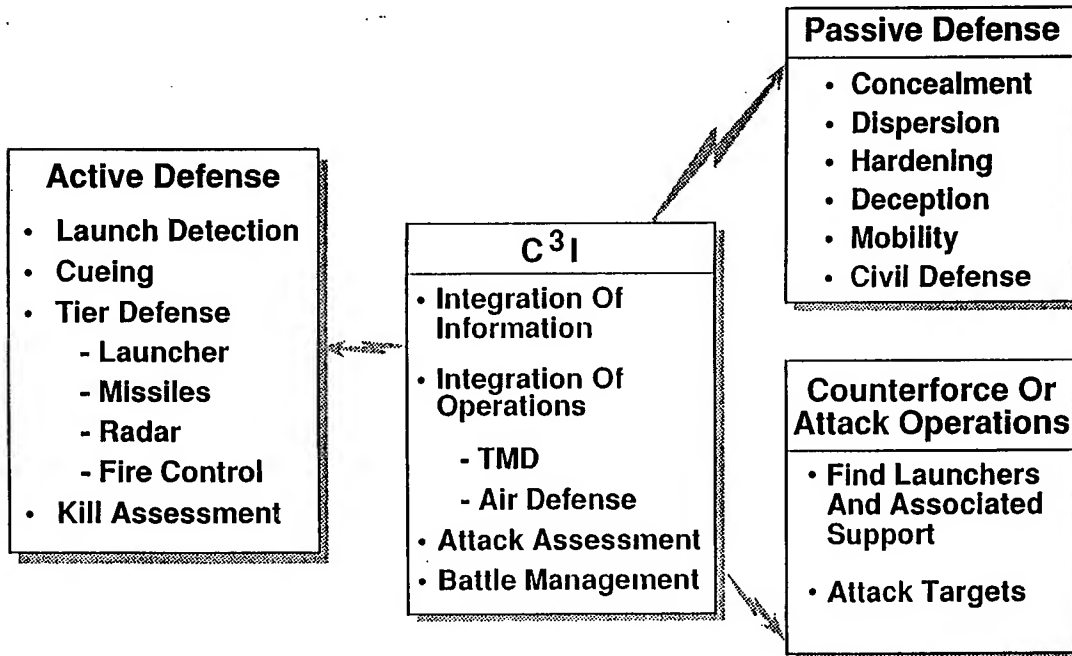 Active Defense
• Launch Detection
• Cueing
• Tier Defense
- Launcher
- Missiles
- Radar
- Fire Control
• Kill Assessment
C³I
• Integration Of
Information
• Integration Of
Operations
- TMD
- Air Defense
• Attack Assessment
• Battle Management
Passive Defense
• Concealment
• Dispersion
• Hardening
• Deception
• Mobility
• Civil Defense
Counterforce Or
Attack Operations
• Find Launchers
And Associated
Support
• Attack Targets